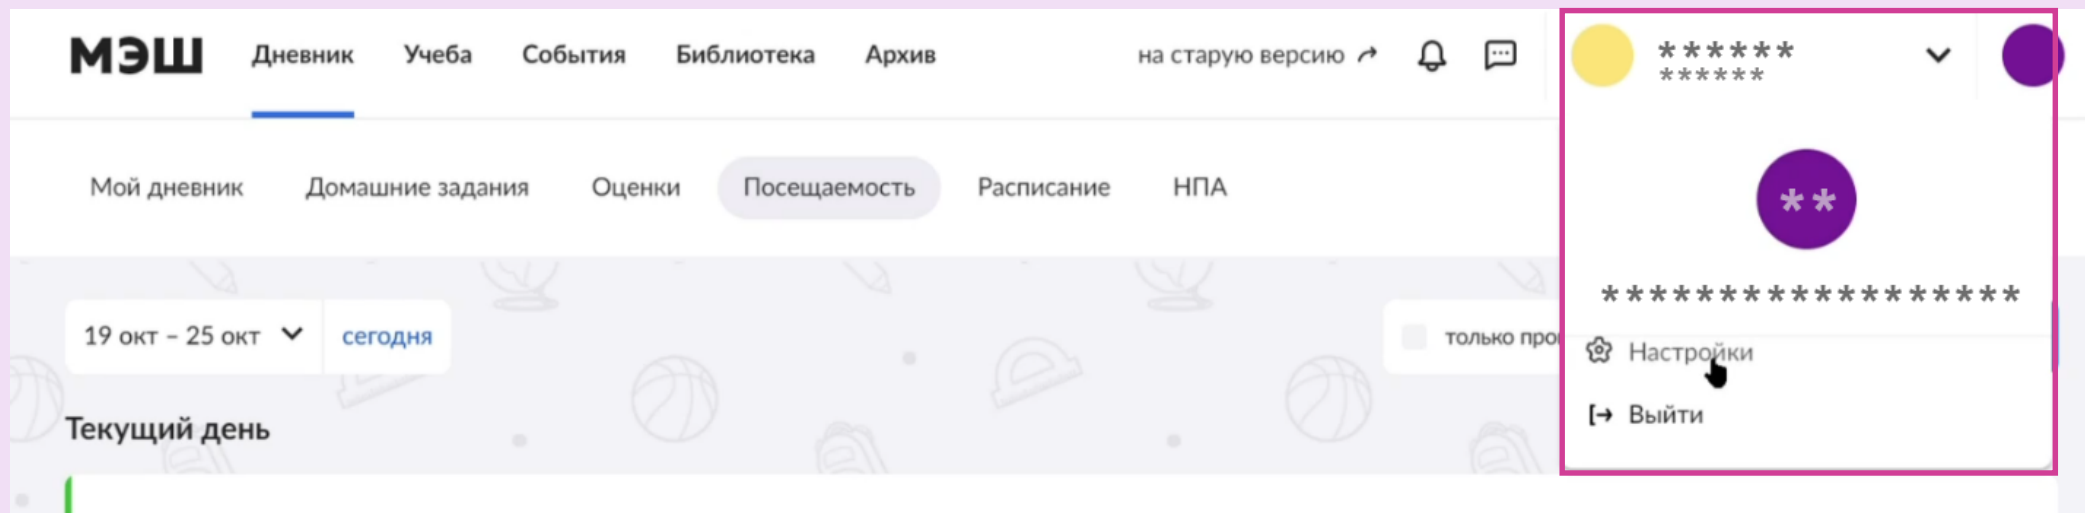 МЭШ Дневник Учеба События Библиотека Архив на старую версию ******
******
Мой дневник Домашние задания Оценки Посещаемость Расписание НПА
**
******************
19 окт – 25 окт сегодня только про
Настройки
Выйти
Текущий день